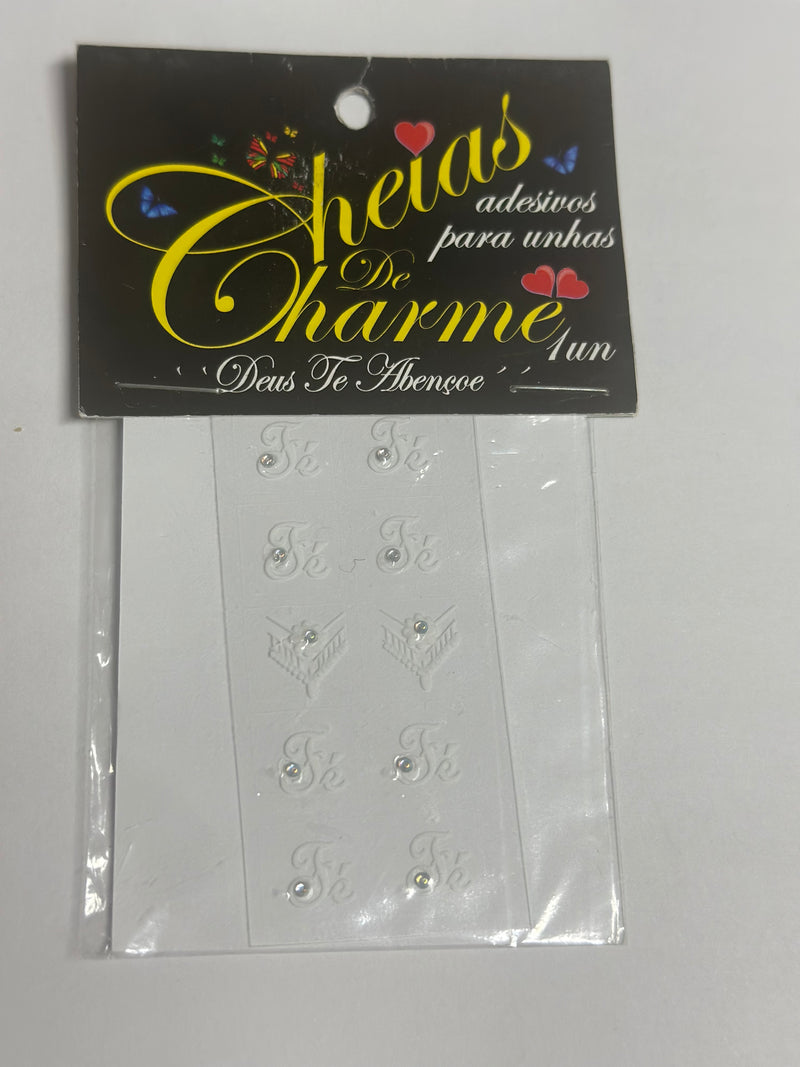 Cheias
adesivos
para unhas
De
Charme
1un
´´Deus Te Abençoe´´
Fé Fé
Fé Fé
Fé Fé
Fé Fé